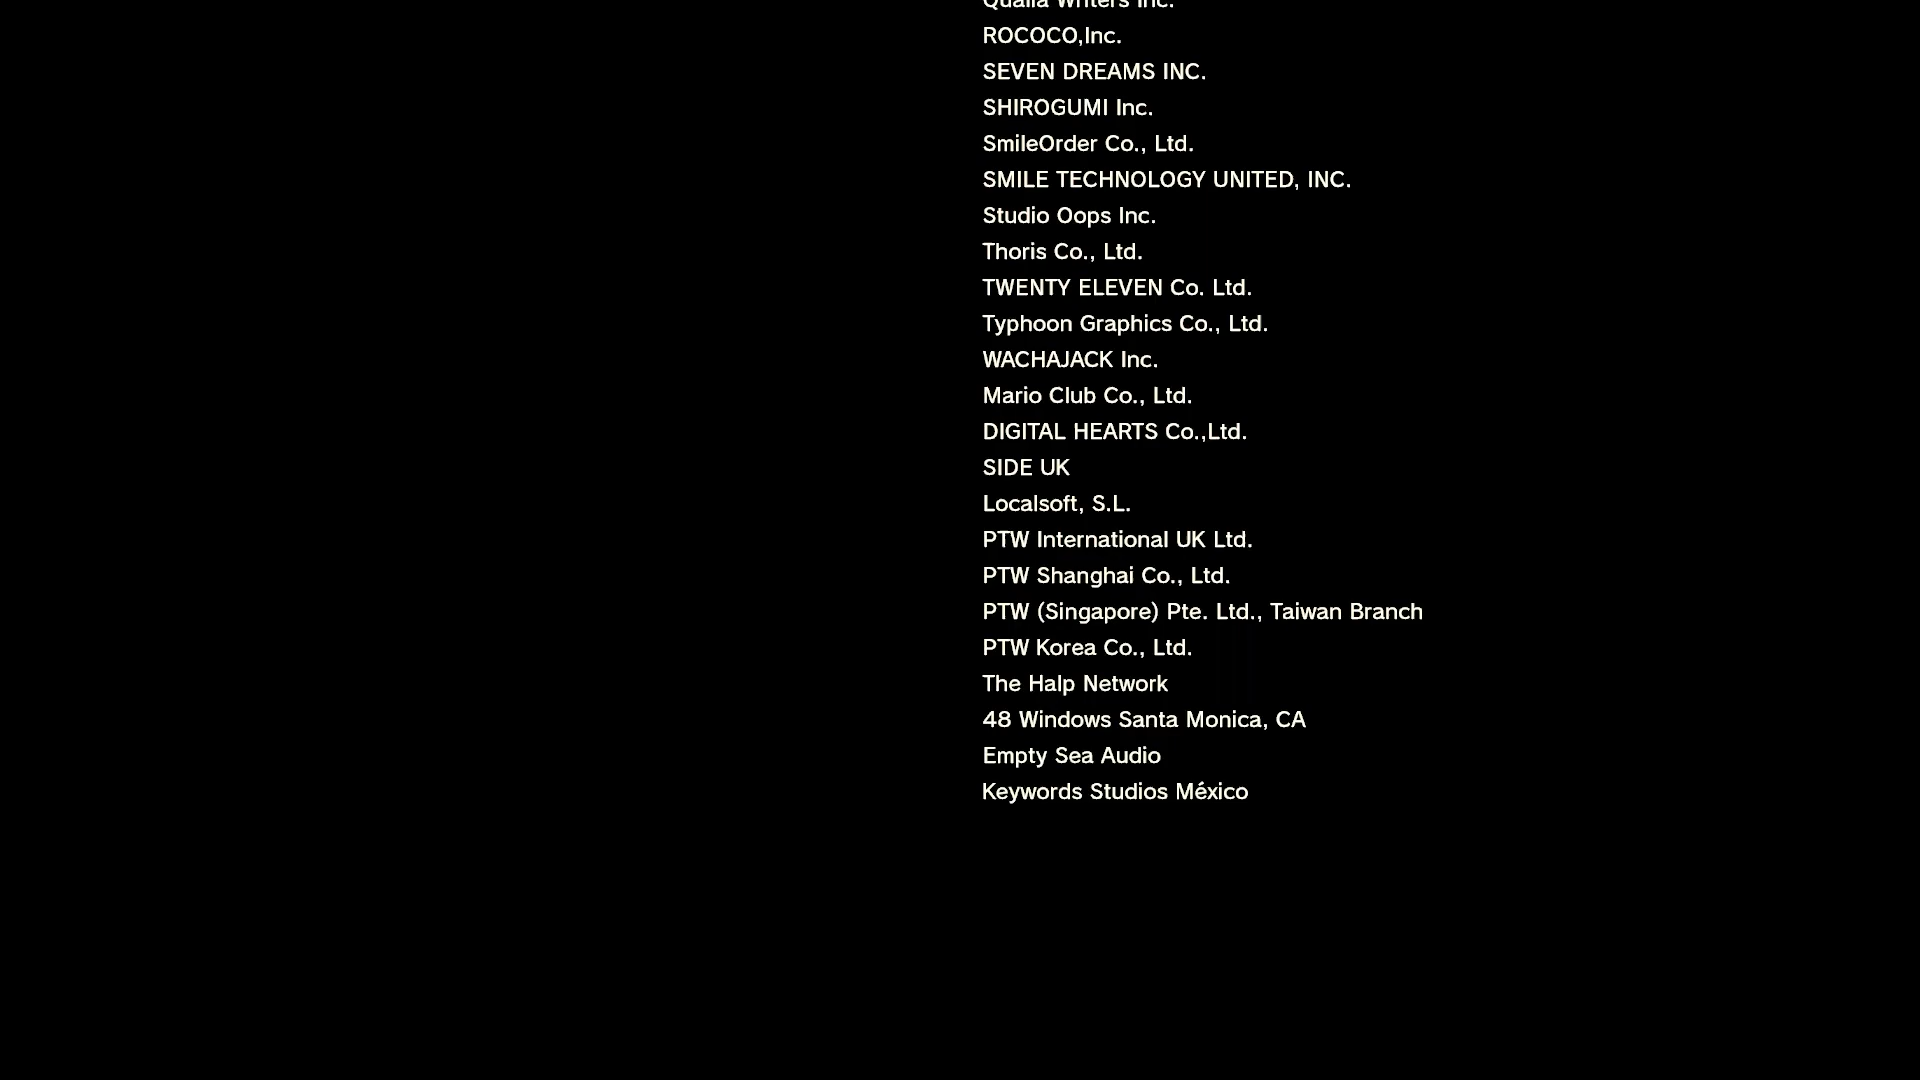 Qualia Writers Inc.
ROCOCO,Inc.
SEVEN DREAMS INC.
SHIROGUMI Inc.
SmileOrder Co., Ltd.
SMILE TECHNOLOGY UNITED, INC.
Studio Oops Inc.
Thoris Co., Ltd.
TWENTY ELEVEN Co. Ltd.
Typhoon Graphics Co., Ltd.
WACHAJACK Inc.
Mario Club Co., Ltd.
DIGITAL HEARTS Co.,Ltd.
SIDE UK
Localsoft, S.L.
PTW International UK Ltd.
PTW Shanghai Co., Ltd.
PTW (Singapore) Pte. Ltd., Taiwan Branch
PTW Korea Co., Ltd.
The Halp Network
48 Windows Santa Monica, CA
Empty Sea Audio
Keywords Studios México